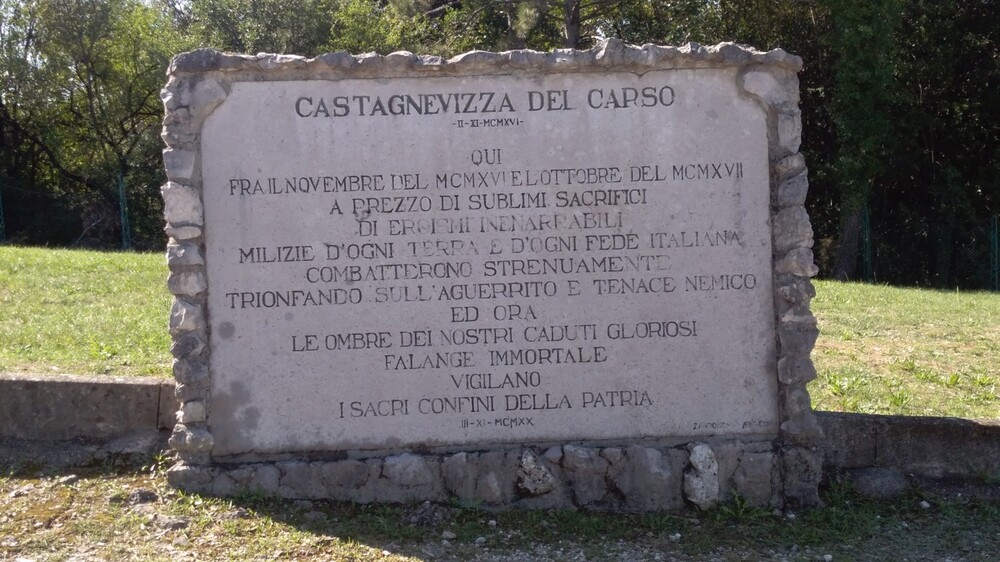 CASTAGNEVIZZA DEL CARSO
-II-XI-MCMXVI-
QUI
FRA IL NOVEMBRE DEL MCMXVI E L'OTTOBRE DEL MCMXVII
A PREZZO DI SUBLIMI SACRIFICI
DI EROISMI INENARRABILI
MILIZIE D'OGNI TERRA E D'OGNI FEDE ITALIANA
COMBATTERONO STRENUAMENTE
TRIONFANDO SULL'AGUERRITO E TENACE NEMICO
ED ORA
LE OMBRE DEI NOSTRI CADUTI GLORIOSI
FALANGE IMMORTALE
VIGILANO
I SACRI CONFINI DELLA PATRIA
III-XI-MCMXX